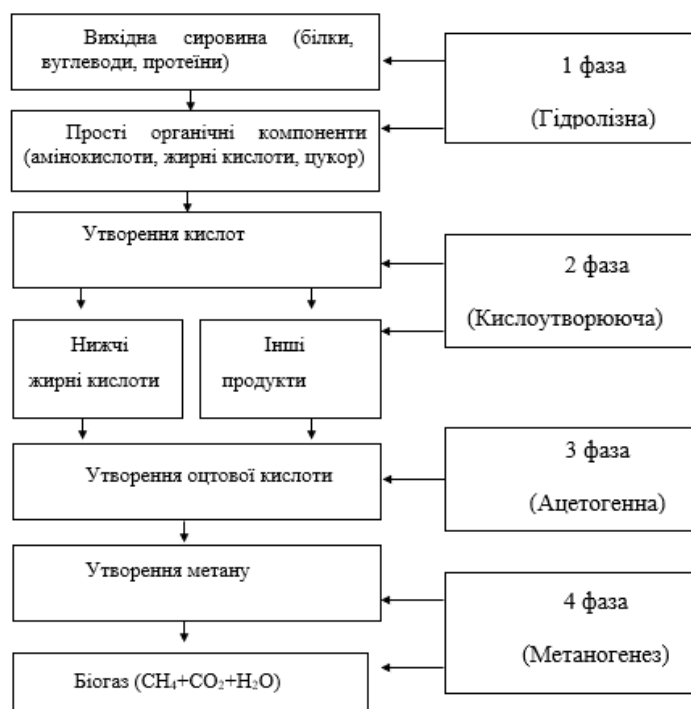 Вихідна сировина (білки,
вуглеводи, протеїни)
1 фаза
(Гідролізна)
Прості органічні компоненти
(амінокислоти, жирні кислоти, цукор)
Утворення кислот
2 фаза
(Кислоутворююча)
Нижчі
жирні кислоти
Інші
продукти
Утворення оцтової кислоти
3 фаза
(Ацетогенна)
Утворення метану
4 фаза
(Метаногенез)
Біогаз (CH₄+CO₂+H₂O)